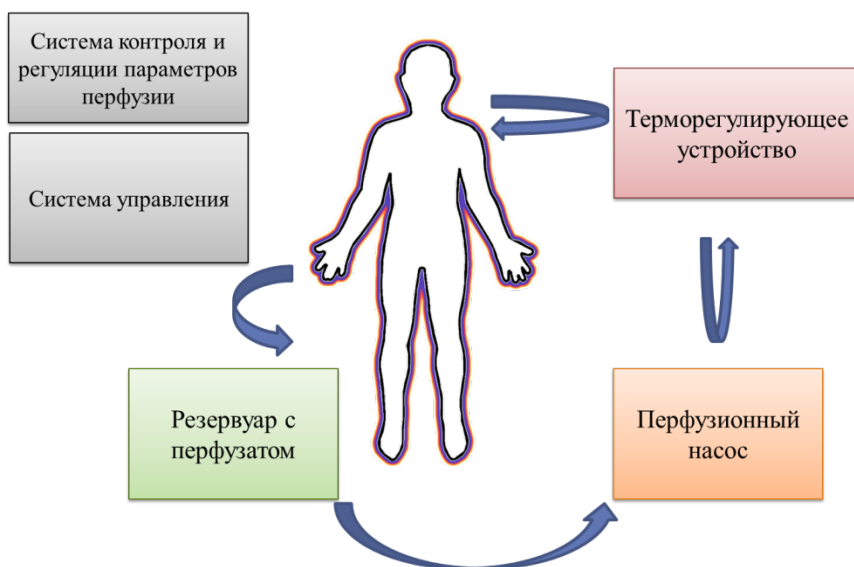 Система контроля и
регуляции параметров
перфузии
Терморегулирующее
устройство
Система управления
Резервуар с
перфузатом
Перфузионный
насос